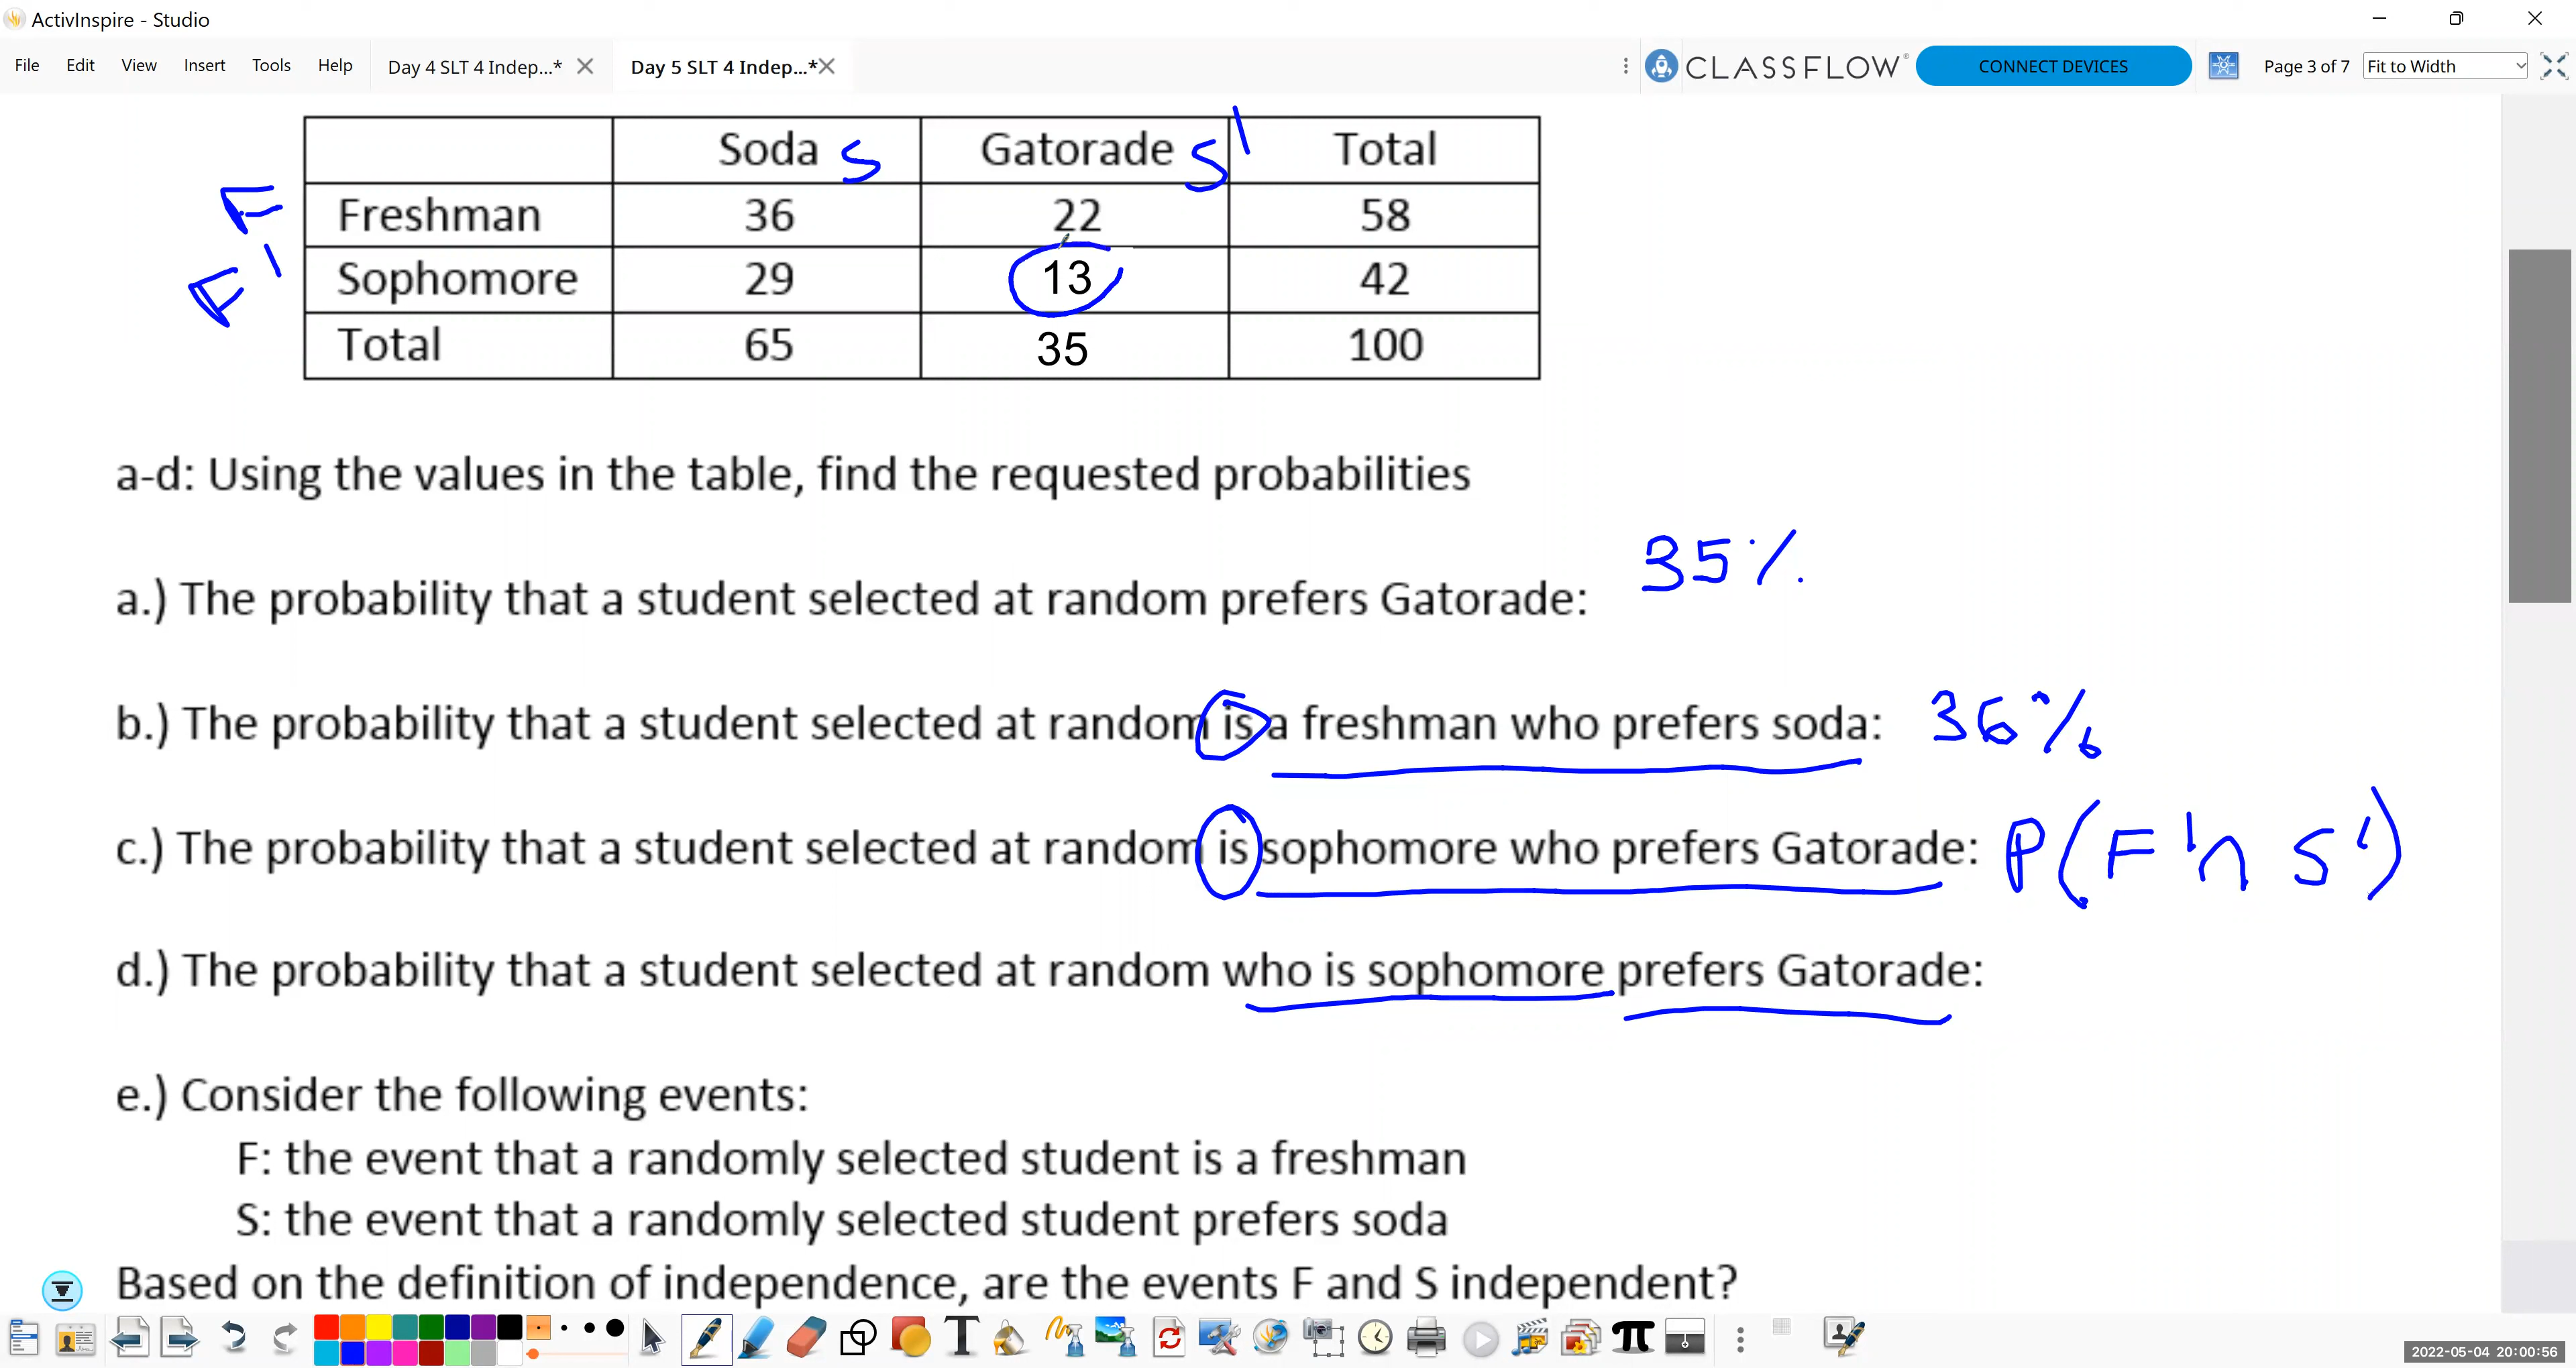 ActivInspire - Studio
File Edit View Insert Tools Help Day 4 SLT 4 Indep...* Day 5 SLT 4 Indep...* CLASSFLOW CONNECT DEVICES Page 3 of 7 Fit to Width
Soda S Gatorade S' Total
F Freshman 36 22 58
F' Sophomore 29 13 42
Total 65 35 100
a-d: Using the values in the table, find the requested probabilities
a.) The probability that a student selected at random prefers Gatorade: 35%
b.) The probability that a student selected at random is a freshman who prefers soda: 36%
c.) The probability that a student selected at random is sophomore who prefers Gatorade: P(F'∩ S')
d.) The probability that a student selected at random who is sophomore prefers Gatorade:
e.) Consider the following events:
F: the event that a randomly selected student is a freshman
S: the event that a randomly selected student prefers soda
Based on the definition of independence, are the events F and S independent?
2022-05-04 20:00:56